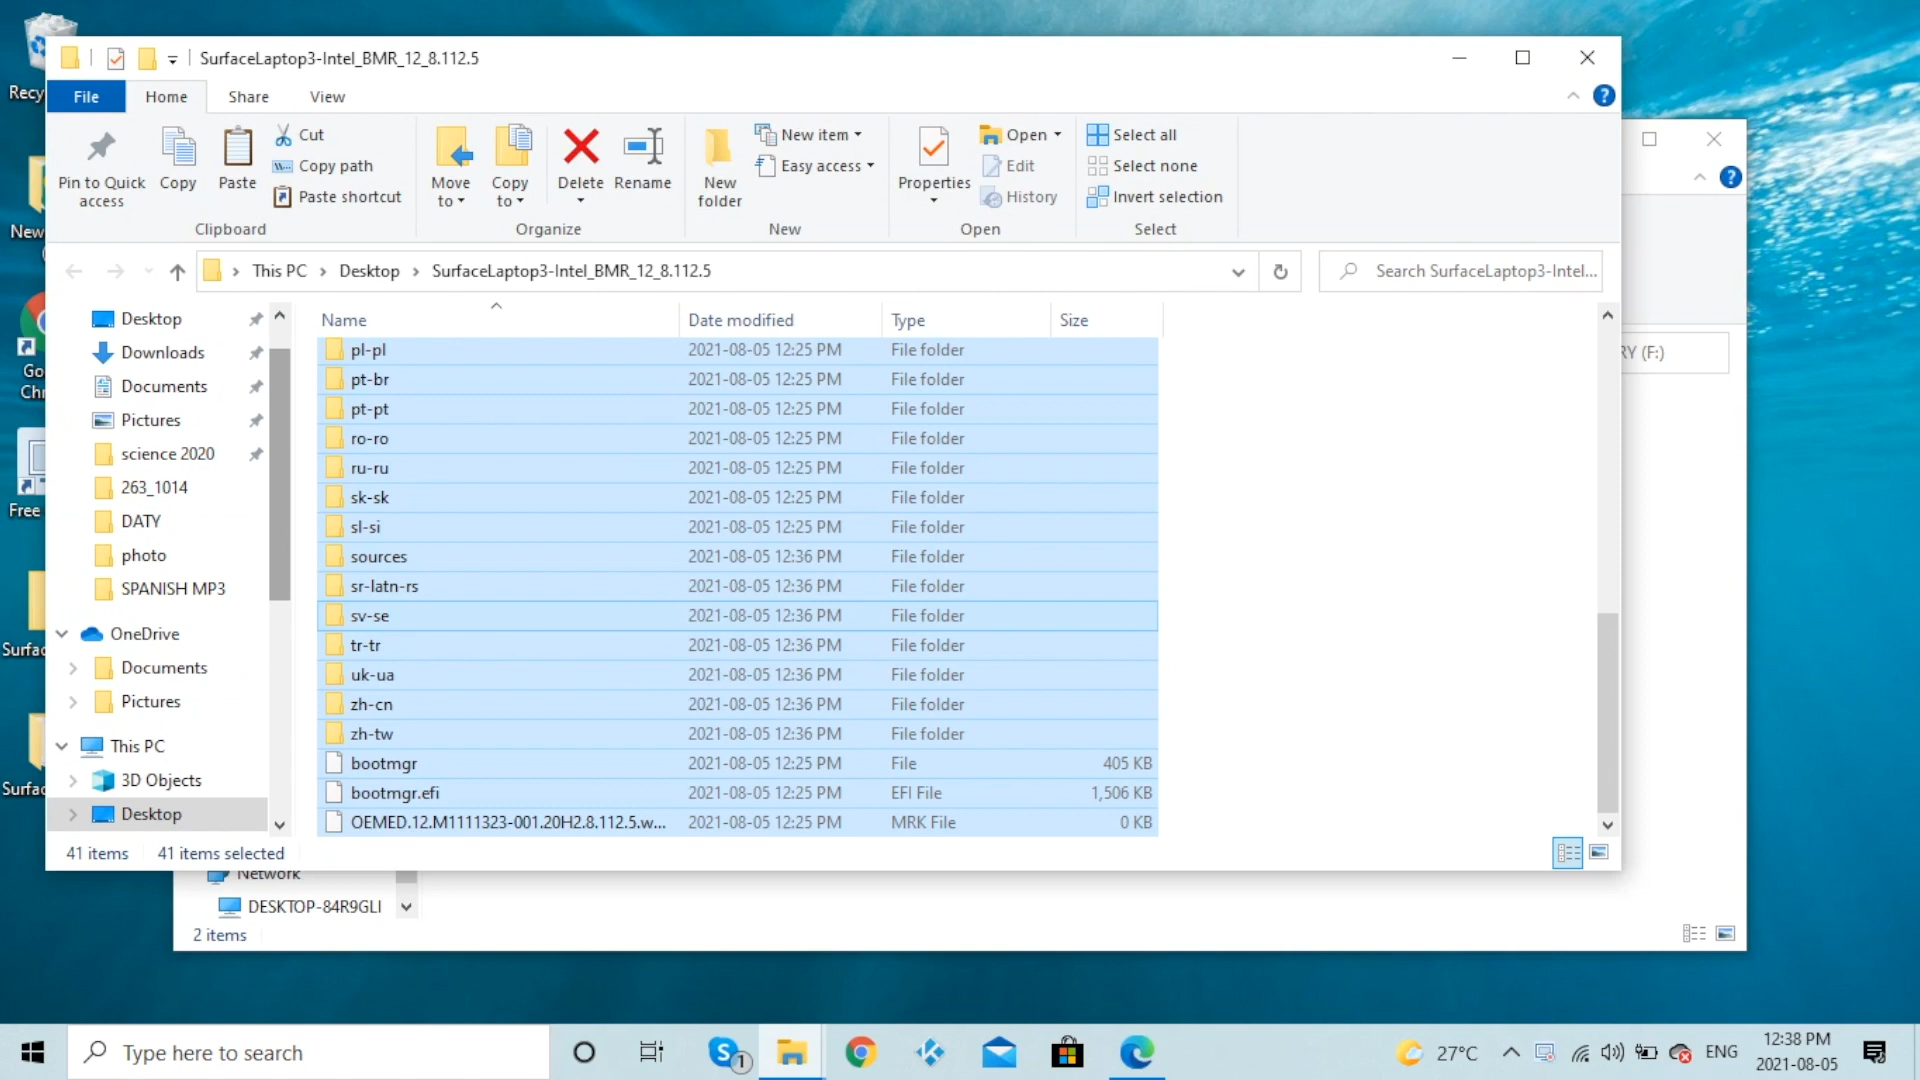 SurfaceLaptop3-Intel_BMR_12_8.112.5
File Home Share View
Pin to Quick access
Copy
Paste
Cut
Copy path
Paste shortcut
Clipboard
Move to
Copy to
Delete
Rename
Organize
New folder
New item
Easy access
New
Properties
Open
Edit
History
Open
Select all
Select none
Invert selection
Select
This PC > Desktop > SurfaceLaptop3-Intel_BMR_12_8.112.5
Search SurfaceLaptop3-Intel...
RY (F:)
Desktop
Downloads
Documents
Pictures
science 2020
263_1014
DATY
photo
SPANISH MP3
OneDrive
Documents
Pictures
This PC
3D Objects
Desktop
Name Date modified Type Size
pl-pl 2021-08-05 12:25 PM File folder
pt-br 2021-08-05 12:25 PM File folder
pt-pt 2021-08-05 12:25 PM File folder
ro-ro 2021-08-05 12:25 PM File folder
ru-ru 2021-08-05 12:25 PM File folder
sk-sk 2021-08-05 12:25 PM File folder
sl-si 2021-08-05 12:25 PM File folder
sources 2021-08-05 12:36 PM File folder
sr-latn-rs 2021-08-05 12:36 PM File folder
sv-se 2021-08-05 12:36 PM File folder
tr-tr 2021-08-05 12:36 PM File folder
uk-ua 2021-08-05 12:36 PM File folder
zh-cn 2021-08-05 12:36 PM File folder
zh-tw 2021-08-05 12:36 PM File folder
bootmgr 2021-08-05 12:25 PM File 405 KB
bootmgr.efi 2021-08-05 12:25 PM EFI File 1,506 KB
OEMED.12.M1111323-001.20H2.8.112.5.w... 2021-08-05 12:25 PM MRK File 0 KB
41 items 41 items selected
Network
DESKTOP-84R9GLI
2 items
Recy
New
Go
Chr
Free
Surfac
Surfac
Type here to search
1
27°C
ENG
12:38 PM
2021-08-05